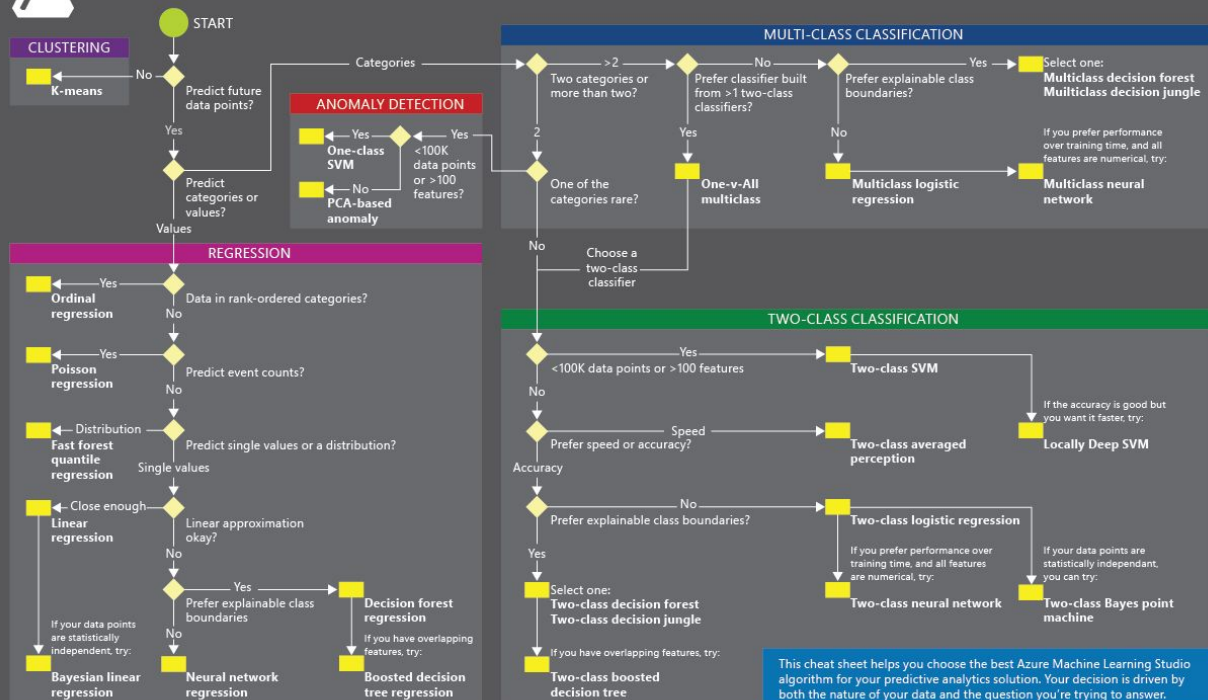 START
CLUSTERING
No
K-means
Predict future
data points?
Yes
Predict
categories or
values?
Values
Categories
ANOMALY DETECTION
Yes
One-class
SVM
Yes
<100K
data points
or >100
features?
No
PCA-based
anomaly
MULTI-CLASS CLASSIFICATION
>2
Two categories or
more than two?
No
Prefer classifier built
from >1 two-class
classifiers?
Yes
Prefer explainable class
boundaries?
Select one:
Multiclass decision forest
Multiclass decision jungle
2
One of the
categories rare?
Yes
One-v-All
multiclass
No
Multiclass logistic
regression
If you prefer performance
over training time, and all
features are numerical, try:
Multiclass neural
network
No
Choose a
two-class
classifier
REGRESSION
Yes
Ordinal
regression
Data in rank-ordered categories?
No
Yes
Poisson
regression
Predict event counts?
No
Distribution
Fast forest
quantile
regression
Predict single values or a distribution?
Single values
Close enough
Linear
regression
Linear approximation
okay?
No
Yes
Prefer explainable class
boundaries
Decision forest
regression
If your data points
are statistically
independent, try:
Bayesian linear
regression
No
Neural network
regression
If you have overlapping
features, try:
Boosted decision
tree regression
TWO-CLASS CLASSIFICATION
Yes
<100K data points or >100 features
Two-class SVM
No
If the accuracy is good but
you want it faster, try:
Locally Deep SVM
Speed
Prefer speed or accuracy?
Two-class averaged
perception
Accuracy
No
Prefer explainable class boundaries?
Two-class logistic regression
Yes
Select one:
Two-class decision forest
Two-class decision jungle
If you prefer performance over
training time, and all features
are numerical, try:
Two-class neural network
If your data points are
statistically independant,
you can try:
Two-class Bayes point
machine
If you have overlapping features, try:
Two-class boosted
decision tree
This cheat sheet helps you choose the best Azure Machine Learning Studio
algorithm for your predictive analytics solution. Your decision is driven by
both the nature of your data and the question you're trying to answer.